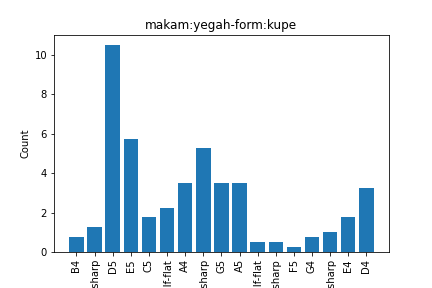 makam:yegah-form:kupe
10
8
6
4
2
0
Count
B4
sharp
D5
E5
C5
lf-flat
A4
sharp
G5
A5
lf-flat
sharp
F5
G4
sharp
E4
D4